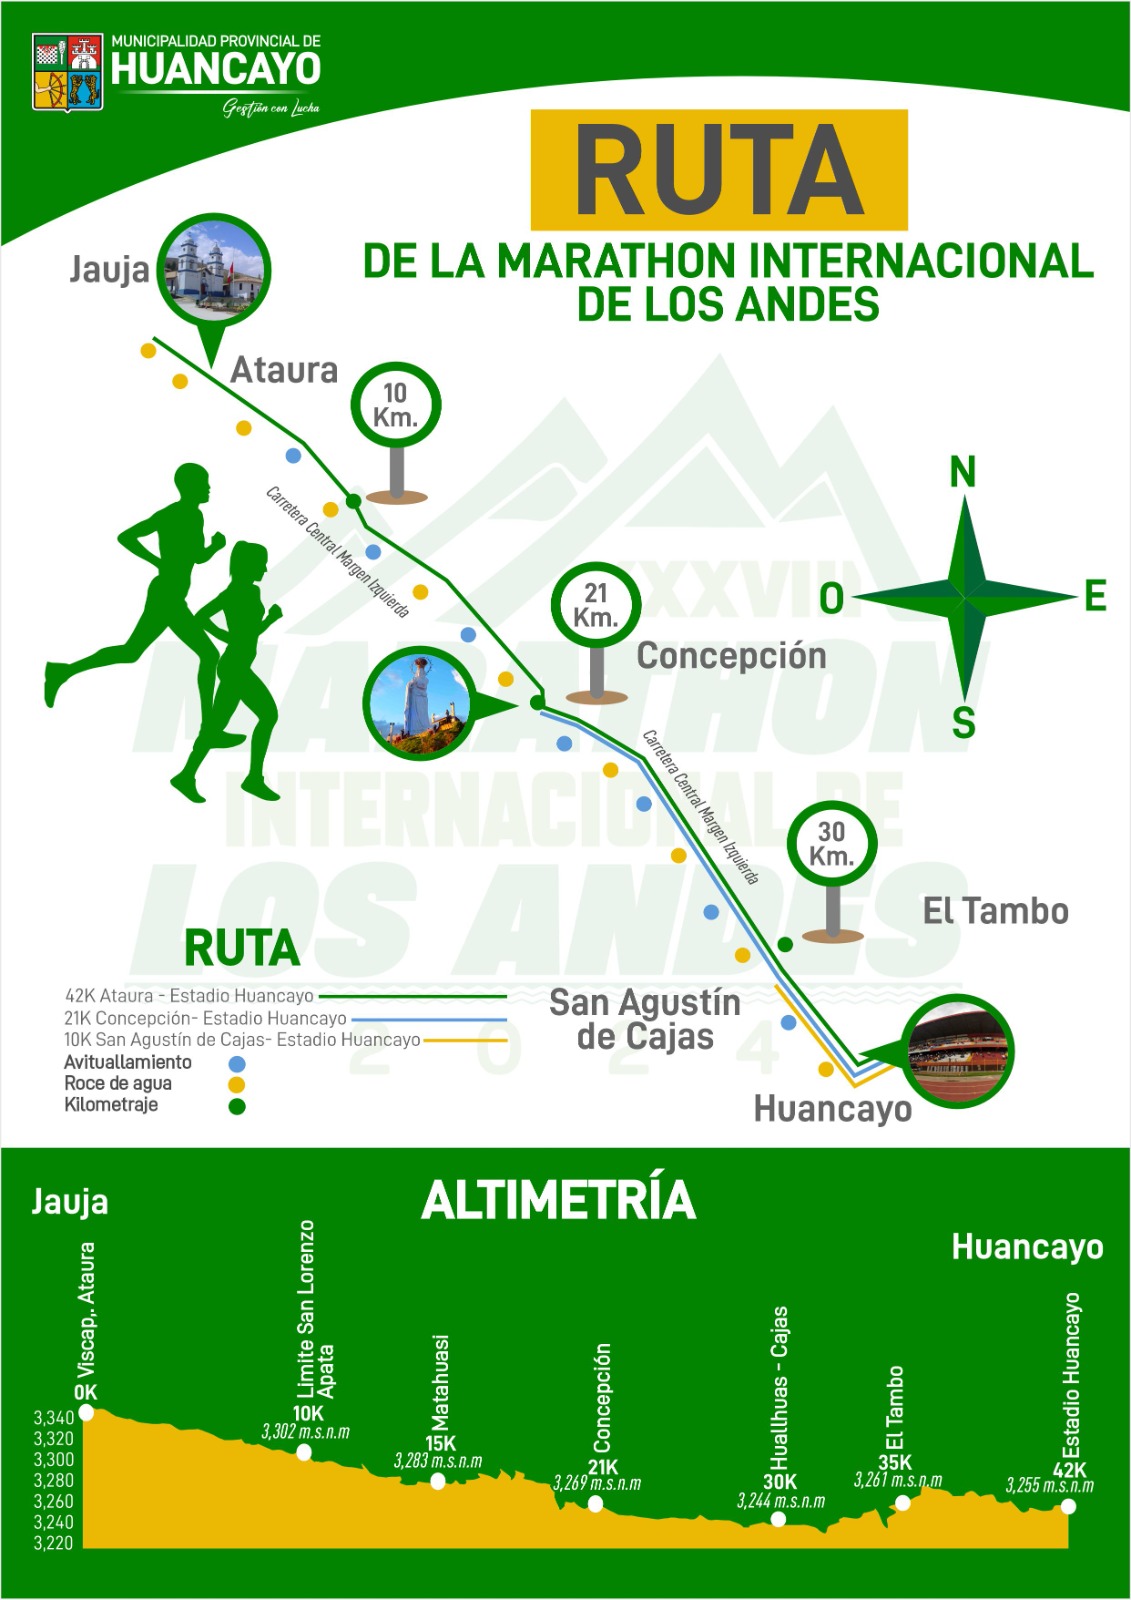 MUNICIPALIDAD PROVINCIAL DE
HUANCAYO
Gestión con Lucha
RUTA
DE LA MARATHON INTERNACIONAL
DE LOS ANDES
Jauja
Ataura
10
Km.
Carretera Central Margen Izquierda
21
Km.
Concepción
N
O
E
S
XXXVIII
MARATHON
INTERNACIONAL DE
LOS ANDES
2024
Carretera Central Margen Izquierda
30
Km.
El Tambo
San Agustín
de Cajas
Huancayo
RUTA
42K Ataura - Estadio Huancayo
21K Concepción- Estadio Huancayo
10K San Agustín de Cajas- Estadio Huancayo
Avituallamiento
Roce de agua
Kilometraje
ALTIMETRÍA
Jauja
Huancayo
Viscap,. Ataura
0K
Limite San Lorenzo
Apata
10K
3,302 m.s.n.m
Matahuasi
15K
3,283 m.s.n.m
Concepción
21K
3,269 m.s.n.m
Huallhuas - Cajas
30K
3,244 m.s.n.m
El Tambo
35K
3,261 m.s.n.m
Estadio Huancayo
42K
3,255 m.s.n.m
3,340
3,320
3,300
3,280
3,260
3,240
3,220